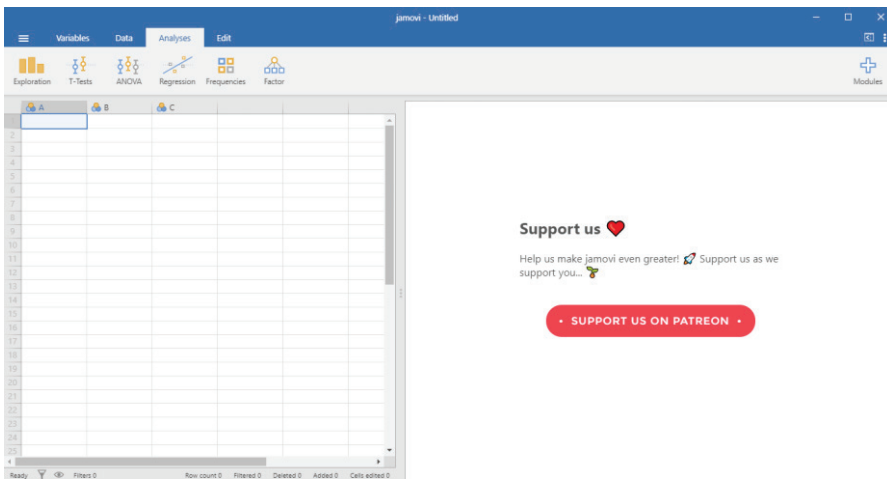 jamovi - Untitled
Variables Data Analyses Edit
Exploration T-Tests ANOVA Regression Frequencies Factor Modules
A B C
1
2
3
4
5
6
7
8
9
10
11
12
13
14
15
16
17
18
19
20
21
22
23
24
25
Support us
Help us make jamovi even greater! 🚀 Support us as we
support you... 🌱
• SUPPORT US ON PATREON •
Ready Filters 0 Row count 0 Filtered 0 Deleted 0 Added 0 Cells edited 0